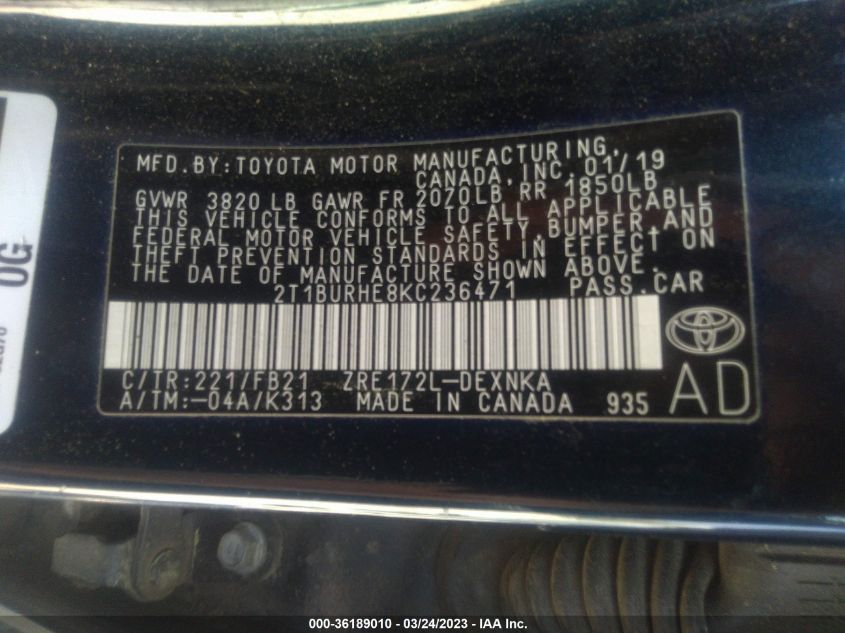 MFD. BY: TOYOTA MOTOR MANUFACTURING,
CANADA, INC. 01/19
GVWR 3820 LB GAWR FR 2070LB RR 1850LB
THIS VEHICLE CONFORMS TO ALL APPLICABLE
FEDERAL MOTOR VEHICLE SAFETY, BUMPER, AND
THEFT PREVENTION STANDARDS IN EFFECT ON
THE DATE OF MANUFACTURE SHOWN ABOVE.
2T1BURHE8KC236471 PASS. CAR
C/TR: 221/FB21 ZRE172L-DEXNKA
A/TM: -04A/K313 MADE IN CANADA 935
AD
0G
000-36189010 / 03/24/2023 - IAA Inc.